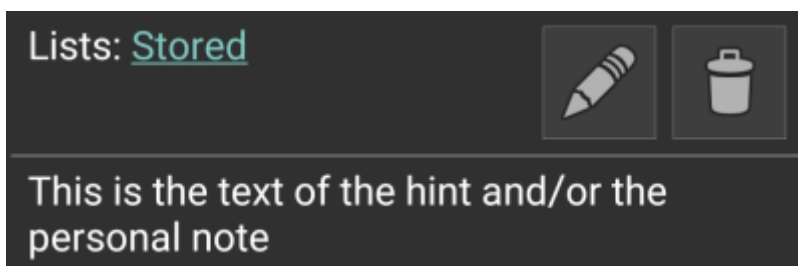 Lists: Stored
This is the text of the hint and/or the
personal note